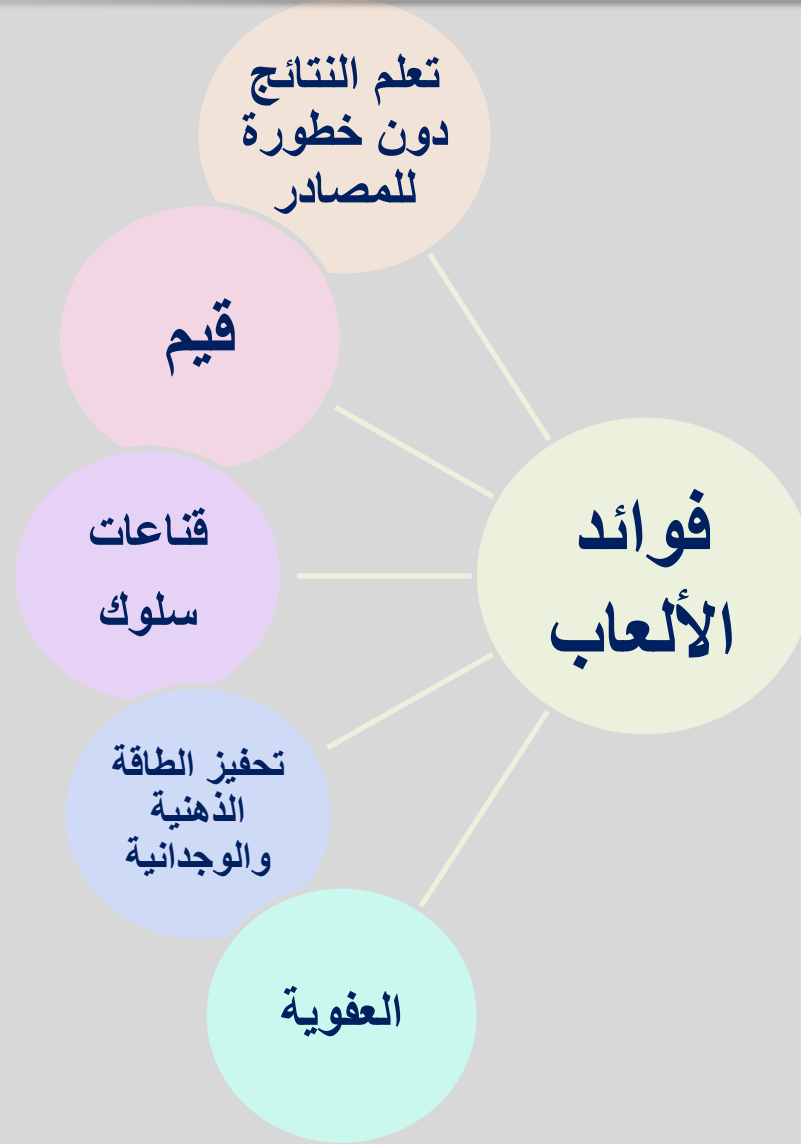 فوائد
الألعاب
تعلم النتائج
دون خطورة
للمصادر
قيم
قناعات
سلوك
تحفيز الطاقة
الذهنية
والوجدانية
العفوية